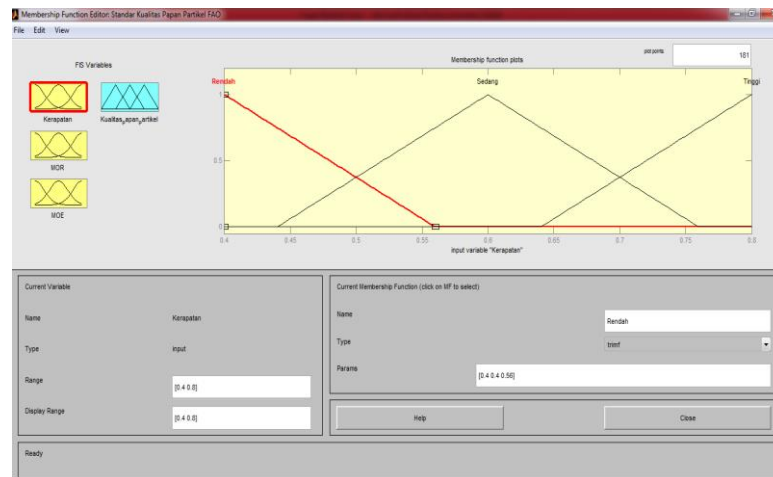 Membership Function Editor: Standar Kualitas Papan Partikel FAO
File Edit View
FIS Variables
Membership function plots
plot points:
181
Kerapatan
Kualitas_papan_partikel
MOR
MOE
Rendah
Sedang
Tinggi
1
0.5
0
0.4 0.45 0.5 0.55 0.6 0.65 0.7 0.75 0.8
input variable "Kerapatan"
Current Variable
Name Kerapatan
Type input
Range [0.4 0.8]
Display Range [0.4 0.8]
Current Membership Function (click on MF to select)
Name Rendah
Type trimf
Params [0.4 0.4 0.56]
Help
Close
Ready